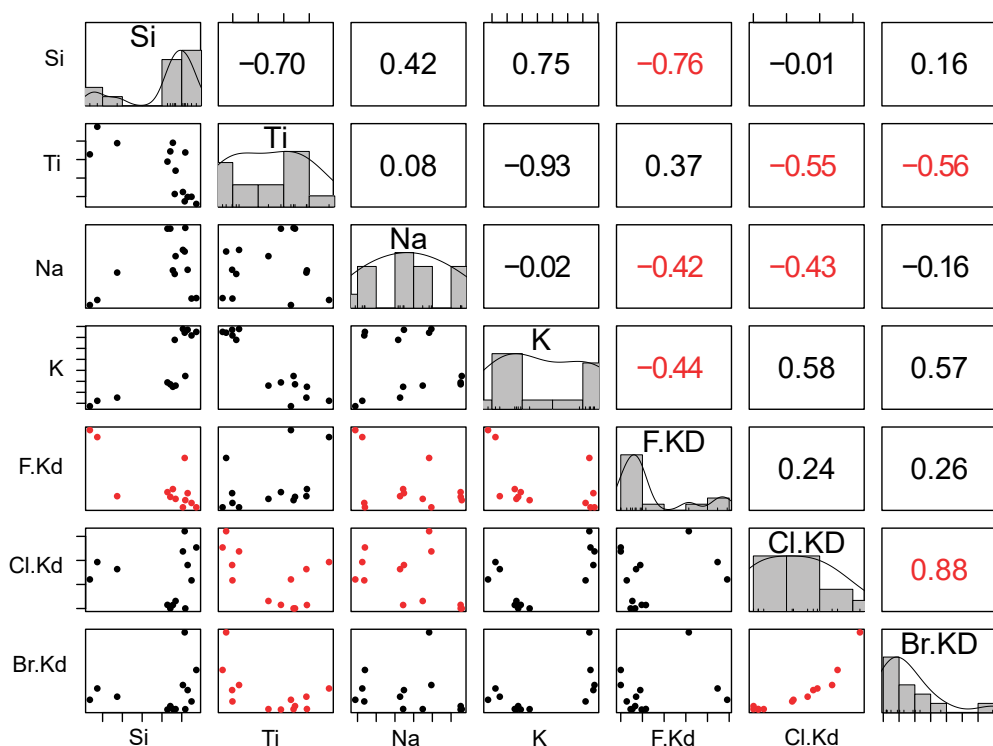 Si Si −0.70 0.42 0.75 −0.76 −0.01 0.16
Ti Ti 0.08 −0.93 0.37 −0.55 −0.56
Na Na −0.02 −0.42 −0.43 −0.16
K K −0.44 0.58 0.57
F.Kd F.KD 0.24 0.26
Cl.Kd Cl.KD 0.88
Br.Kd Br.KD
Si Ti Na K F.Kd Cl.Kd